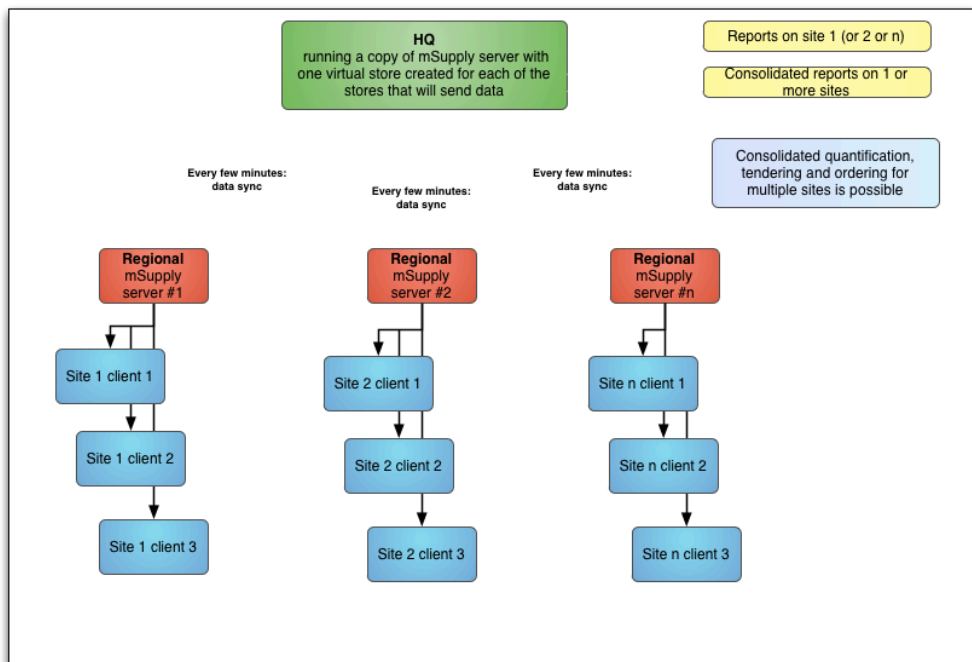 HQ
running a copy of mSupply server with
one virtual store created for each of the
stores that will send data
Reports on site 1 (or 2 or n)
Consolidated reports on 1 or
more sites
Consolidated quantification,
tendering and ordering for
multiple sites is possible
Every few minutes:
data sync
Every few minutes:
data sync
Every few minutes:
data sync
Regional
mSupply
server #1
Regional
mSupply
server #2
Regional
mSupply
server #n
Site 1 client 1
Site 2 client 1
Site n client 1
Site 1 client 2
Site 2 client 2
Site n client 2
Site 1 client 3
Site 2 client 3
Site n client 3